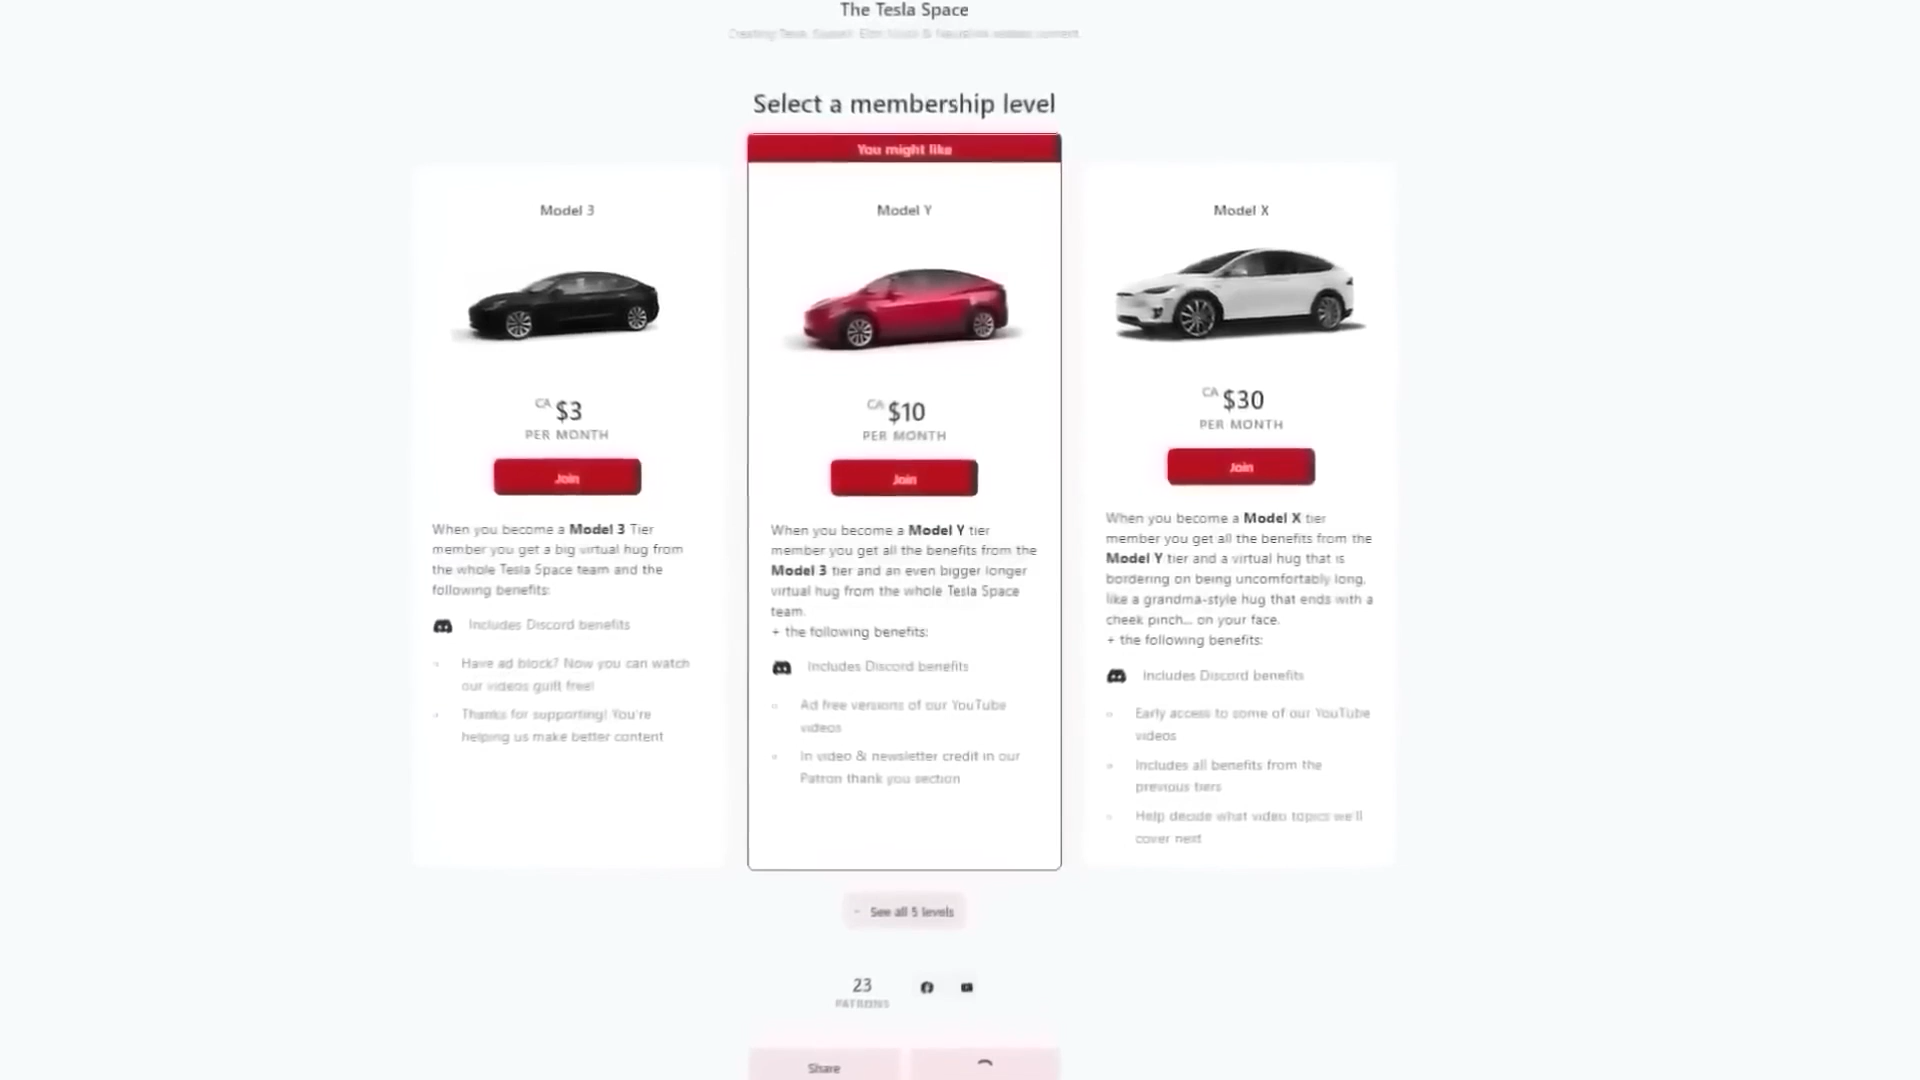 The Tesla Space
Creating Tesla, SpaceX, Elon Musk & Neuralink related content
Select a membership level
You might like
Model 3
CA $3
PER MONTH
Join
When you become a Model 3 Tier
member you get a big virtual hug from
the whole Tesla Space team and the
following benefits:
Includes Discord benefits
Have ad block? Now you can watch
our videos guilt free!
Thanks for supporting! You're
helping us make better content
Model Y
CA $10
PER MONTH
Join
When you become a Model Y tier
member you get all the benefits from the
Model 3 tier and an even bigger longer
virtual hug from the whole Tesla Space
team.
+ the following benefits:
Includes Discord benefits
Ad free versions of our YouTube
videos
In video & newsletter credit in our
Patron thank you section
Model X
CA $30
PER MONTH
Join
When you become a Model X tier
member you get all the benefits from the
Model Y tier and a virtual hug that is
bordering on being uncomfortably long,
like a grandma-style hug that ends with a
cheek pinch... on your face.
+ the following benefits:
Includes Discord benefits
Early access to some of our YouTube
videos
Includes all benefits from the
previous tiers
Help decide what video topics we'll
cover next
See all 5 levels
23
PATRONS
Share